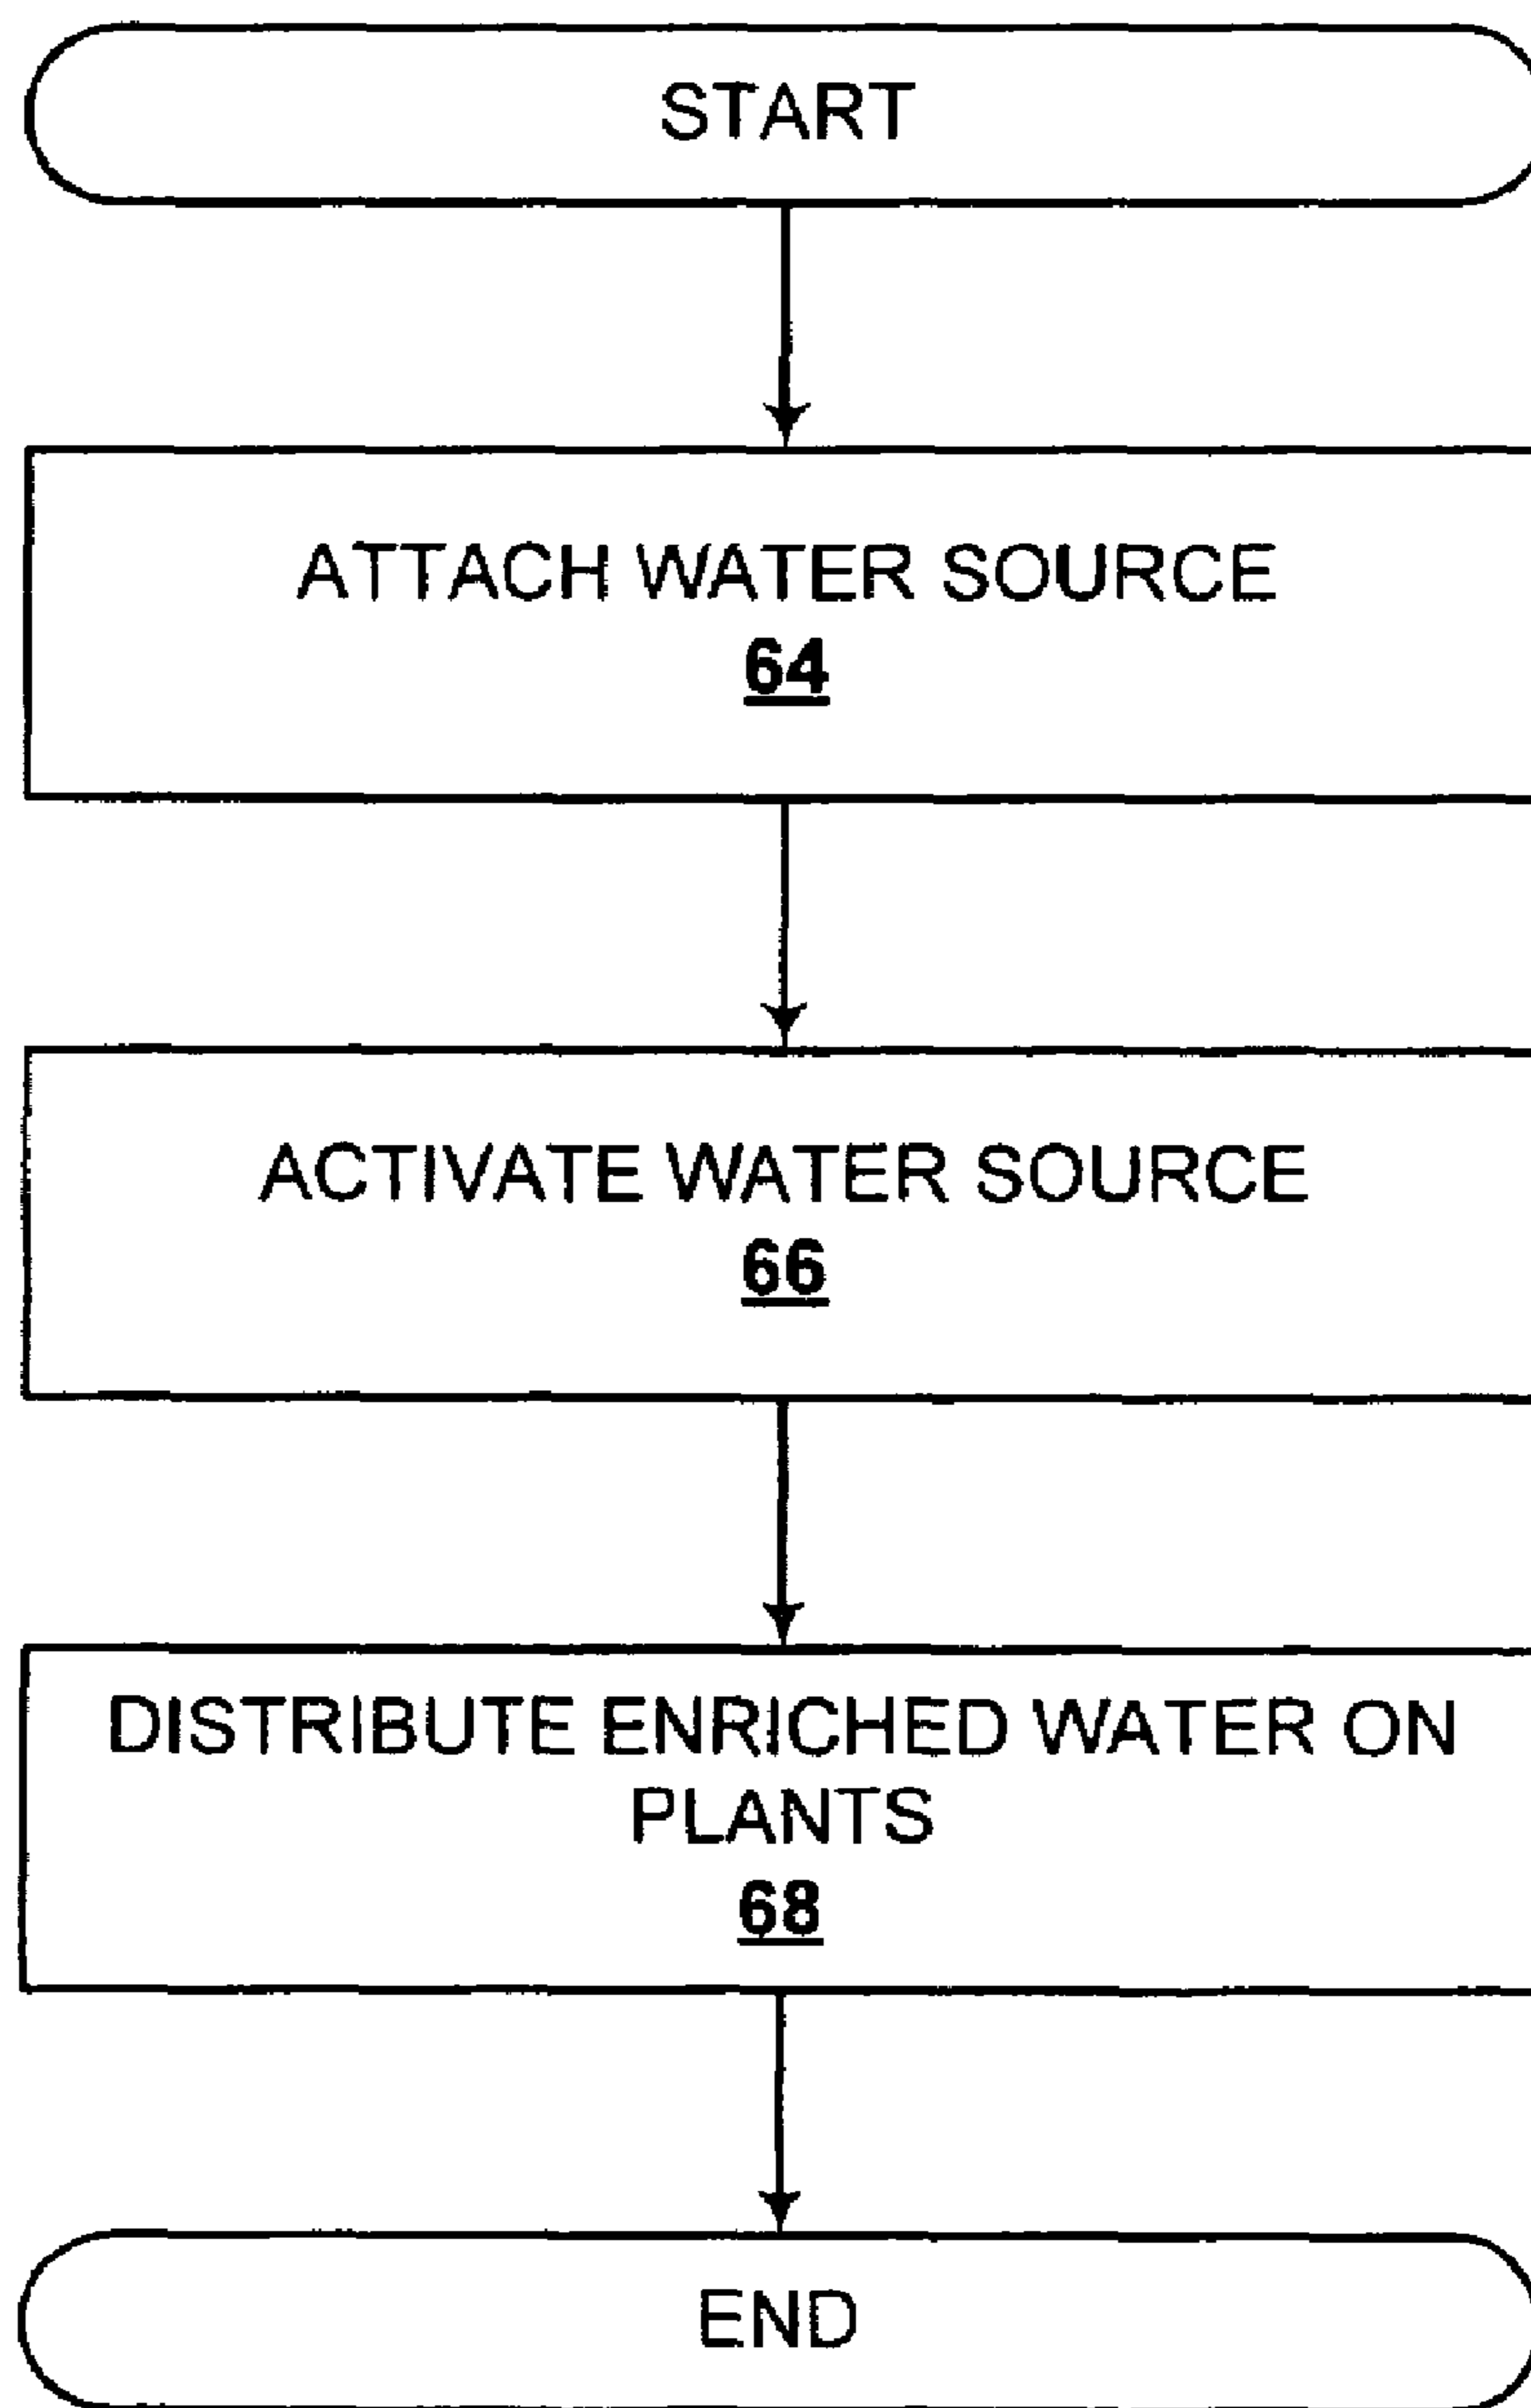 START
ATTACH WATER SOURCE
64
ACTIVATE WATER SOURCE
66
DISTRIBUTE ENRICHED WATER ON
PLANTS
68
END